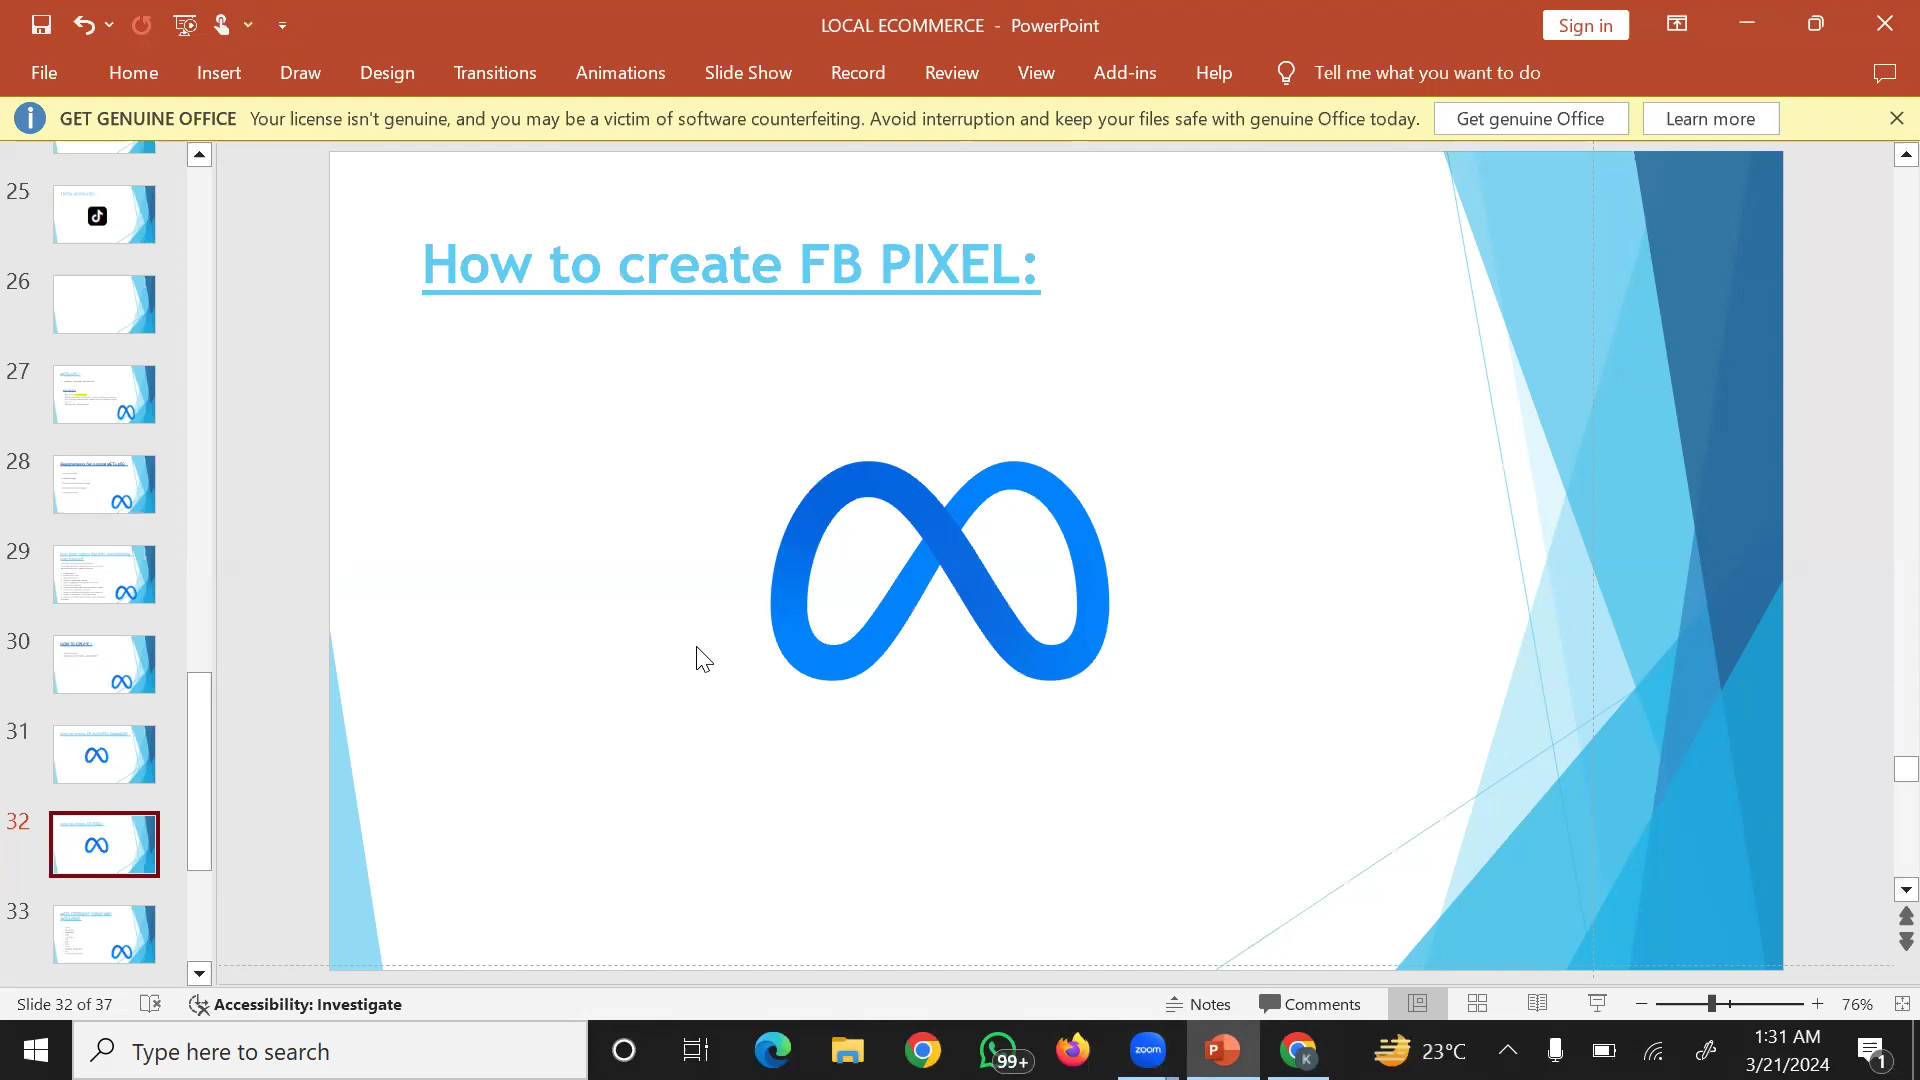 LOCAL ECOMMERCE - PowerPoint
Sign in
File Home Insert Draw Design Transitions Animations Slide Show Record Review View Add-ins Help Tell me what you want to do
GET GENUINE OFFICE Your license isn't genuine, and you may be a victim of software counterfeiting. Avoid interruption and keep your files safe with genuine Office today. Get genuine Office Learn more
25
26
27
28
29
30
31
32
33
How to create FB PIXEL:
Slide 32 of 37 Accessibility: Investigate Notes Comments 76%
Type here to search
99+
zoom
P
K
23°C
1:31 AM
3/21/2024
1